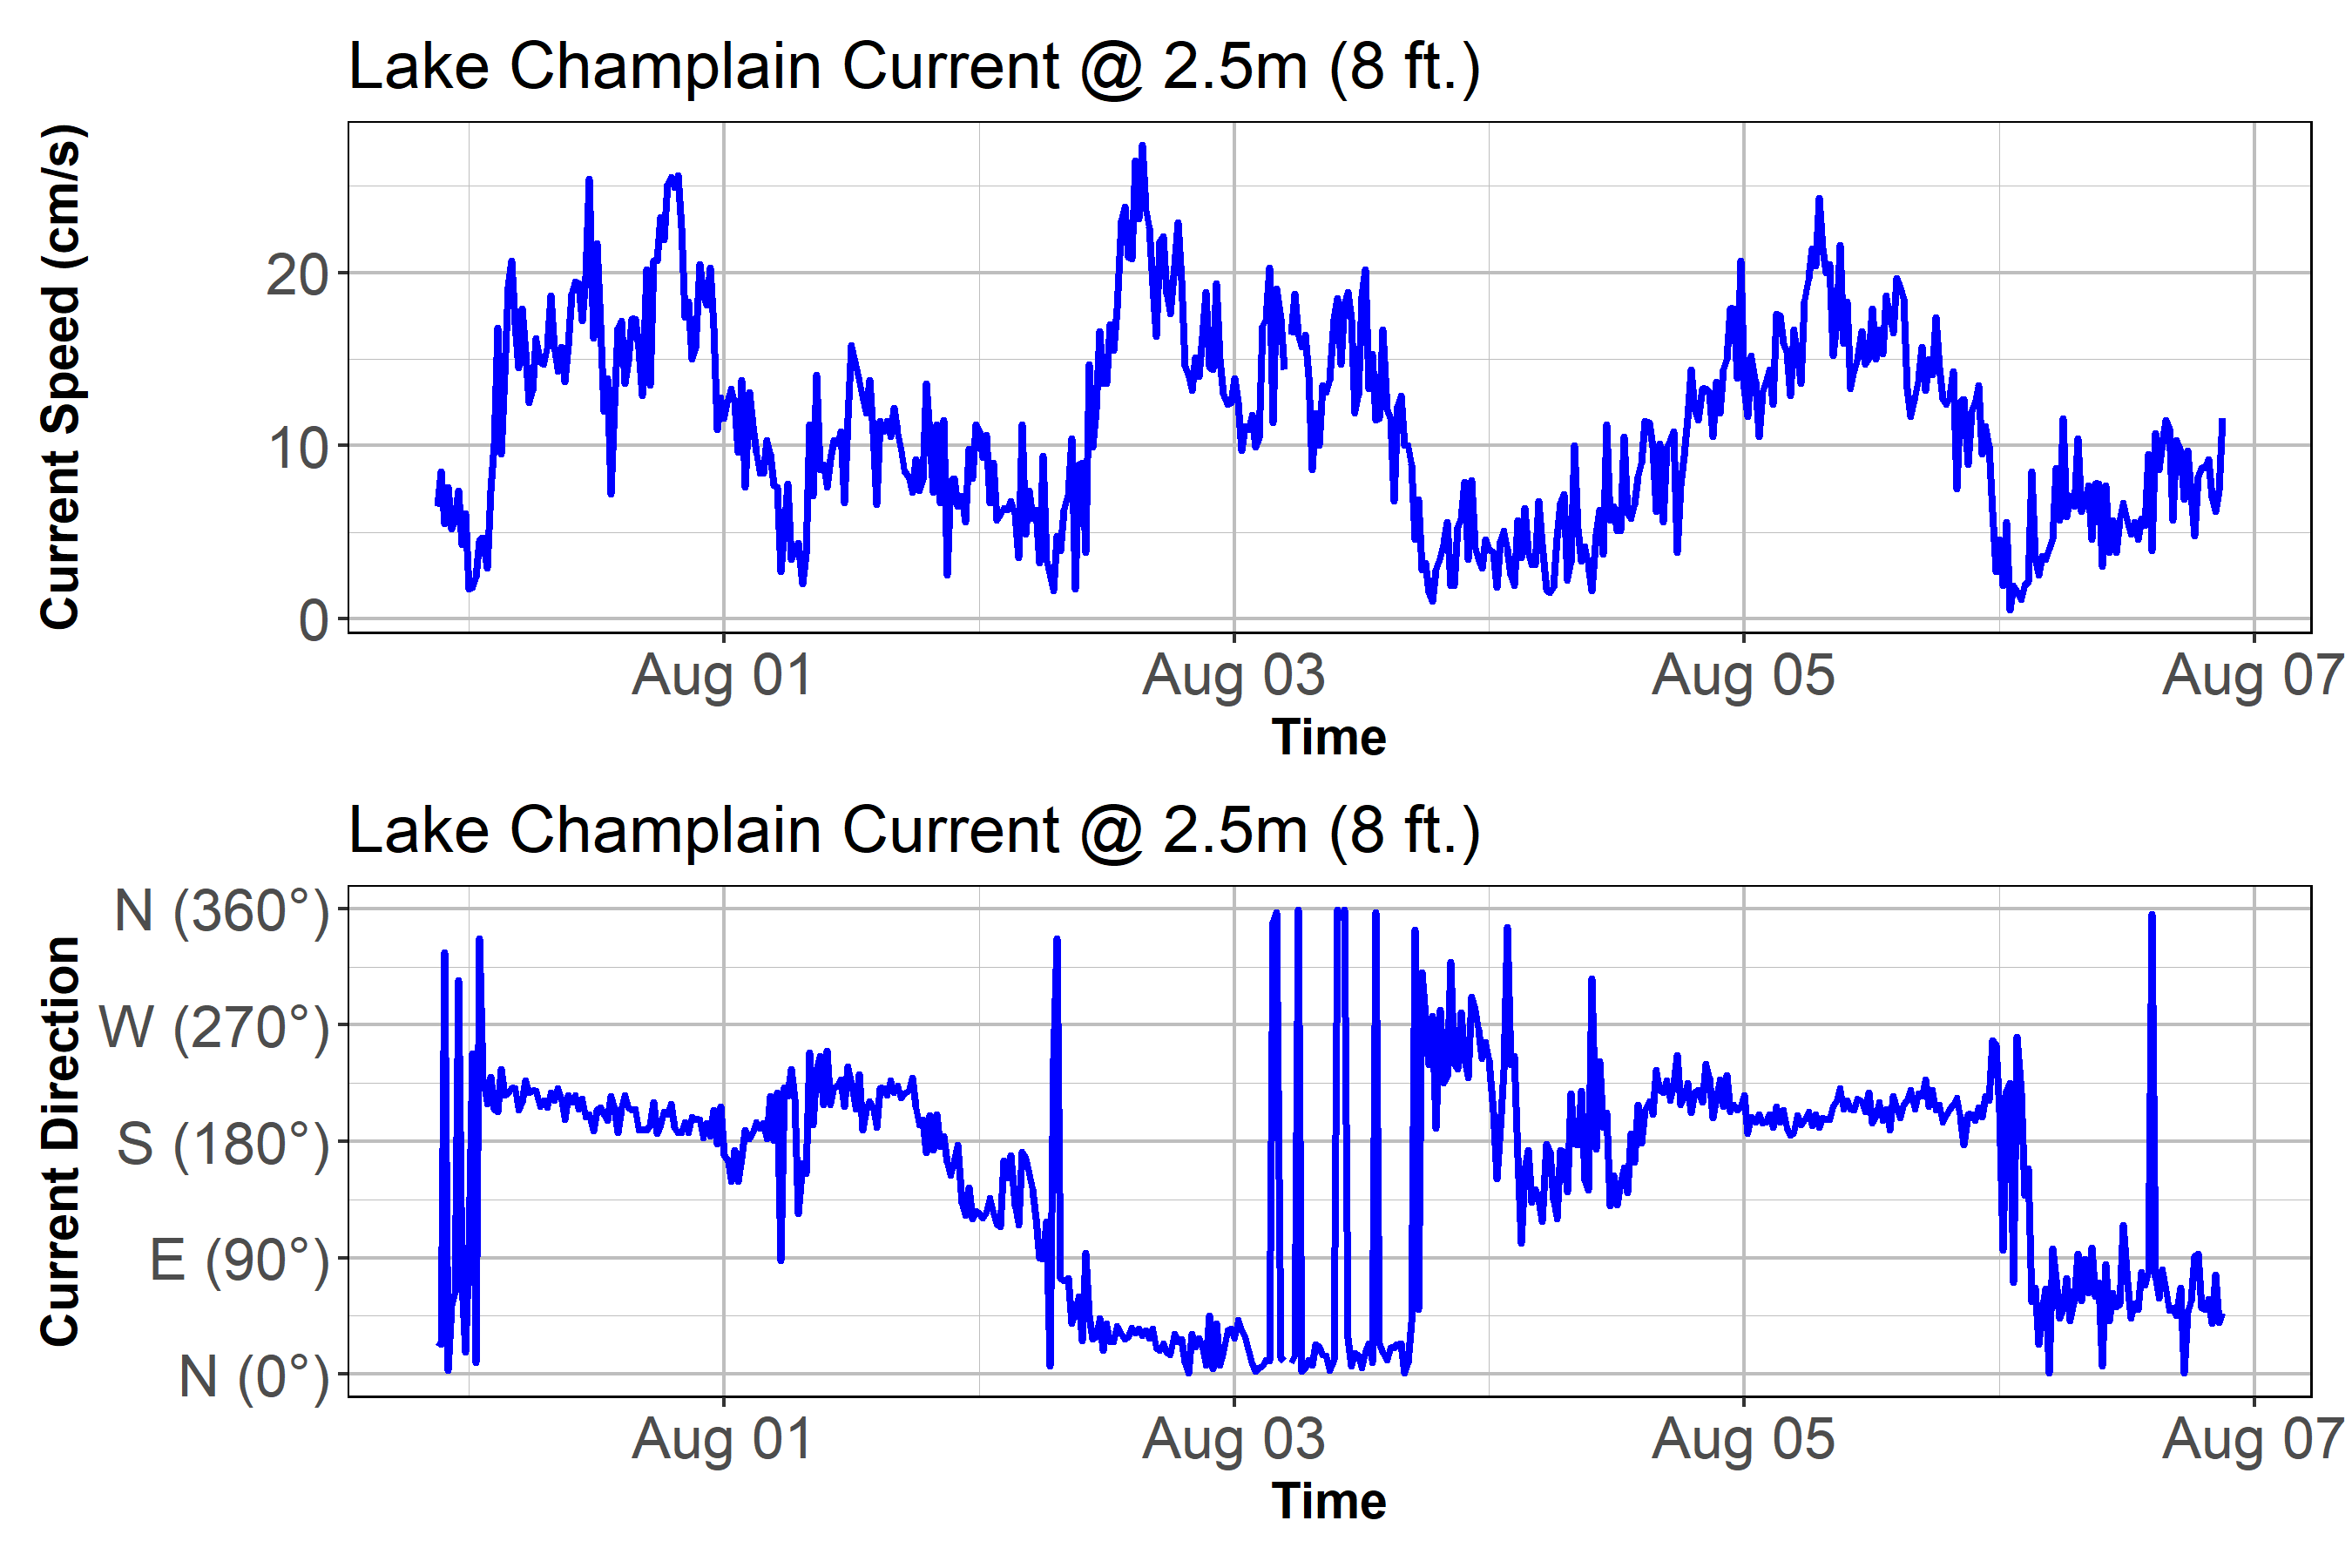 Lake Champlain Current @ 2.5m (8 ft.)
Current Speed (cm/s)
20
10
0
Aug 01 Aug 03 Aug 05 Aug 07
Time
Lake Champlain Current @ 2.5m (8 ft.)
Current Direction
N (360°)
W (270°)
S (180°)
E (90°)
N (0°)
Aug 01 Aug 03 Aug 05 Aug 07
Time